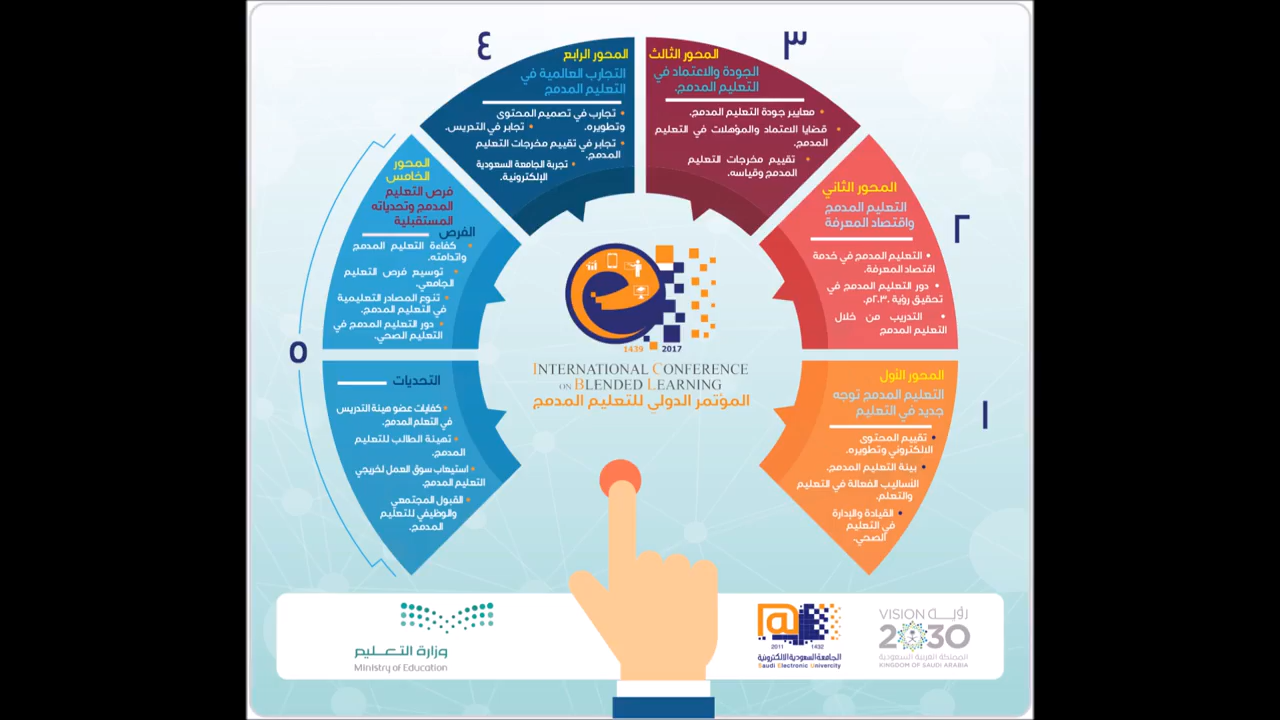 ١
المحور الأول
التعليم المدمج توجه
جديد في التعليم
• تقييم المحتوى
الالكتروني وتطويره.
• بيئة التعليم المدمج.
الأساليب الفعالة في التعليم
والتعلم.
• القيادة والإدارة
في التعليم
الصحي.
٢
المحور الثاني
التعليم المدمج
واقتصاد المعرفة
• التعليم المدمج في خدمة
اقتصاد المعرفة.
• دور التعليم المدمج في
تحقيق رؤية ٢٠٣٠م.
• التدريب من خلال
التعليم المدمج
٣
المحور الثالث
الجودة والاعتماد في
التعليم المدمج.
• معايير جودة التعليم المدمج.
• قضايا الاعتماد والمؤهلات في التعليم
المدمج.
• تقييم مخرجات التعليم
المدمج وقياسه.
٤
المحور الرابع
التجارب العالمية في
التعليم المدمج
• تجارب في تصميم المحتوى
وتطويره. • تجابر في التدريس.
• تجابر في تقييم مخرجات التعليم
المدمج.
• تجربة الجامعة السعودية
الإلكترونية.
٥
المحور
الخامس
فرص التعليم
المدمج وتحدياته
المستقبلية
الفرص
• كفاءة التعليم المدمج
واتدامته.
• توسيع فرص التعليم
الجامعي.
• تنوع المصادر التعليمية
في التعليم المدمج.
• دور التعليم المدمج في
التعليم الصحي.
التحديات
• كفايات عضو هيئة التدريس
في التعلم المدمج.
• تهيئة الطالب للتعليم
المدمج.
• استيعاب سوق العمل لخريجي
التعليم المدمج.
• القبول المجتمعي
والوظيفي للتعليم
المدمج.
1439 2017
INTERNATIONAL CONFERENCE
ON BLENDED LEARNING
المؤتمر الدولي للتعليم المدمج
VISION رؤية
2030
المملكة العربية السعودية
KINGDOM OF SAUDI ARABIA
2011 1432
الجامعة السعودية الالكترونية
Saudi Electronic Univercity
وزارة التعليم
Ministry of Education